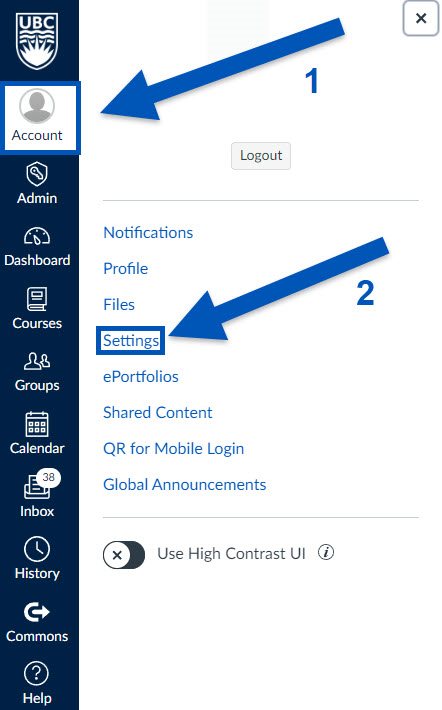 UBC
1
Account
Logout
Admin
Notifications
Dashboard
Profile
2
Files
Courses
Settings
Groups
ePortfolios
Shared Content
Calendar
QR for Mobile Login
38
Inbox
Global Announcements
Use High Contrast UI
History
Commons
Help